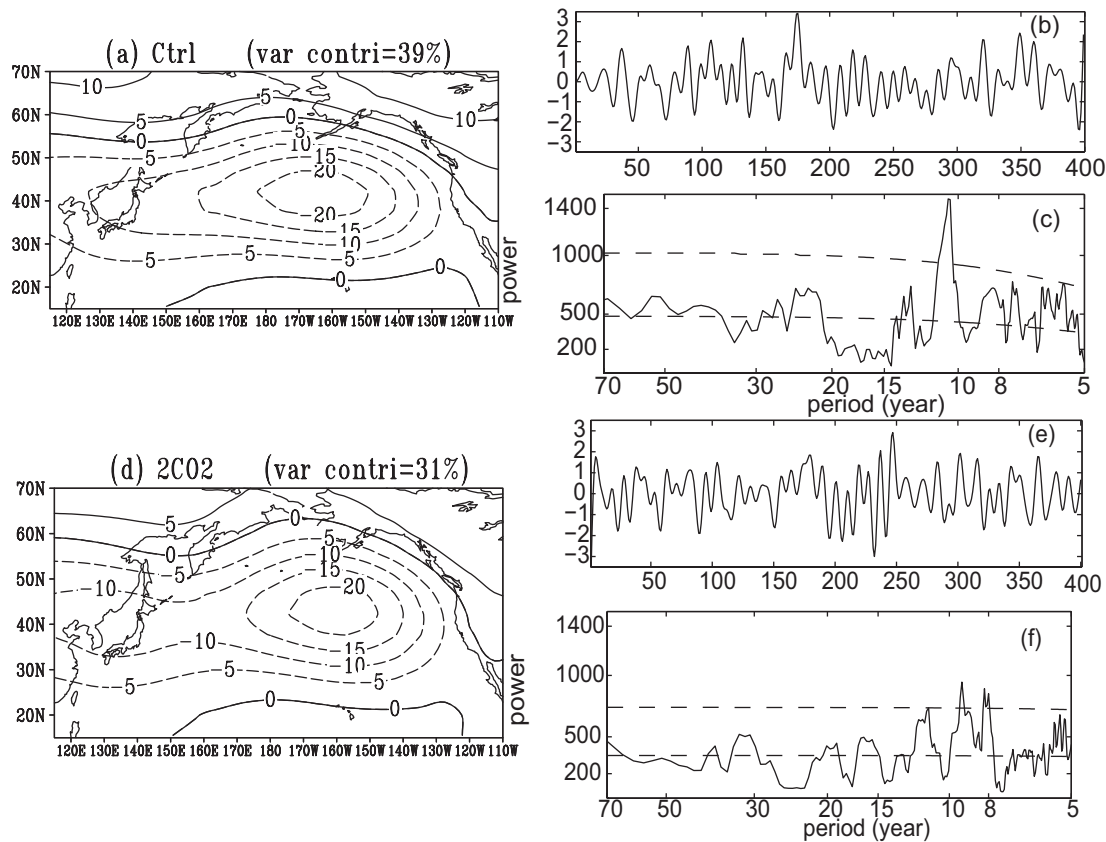 (a) Ctrl (var contri=39%)
70N
60N
50N
40N
30N
20N
10
5
0
5
5
0
5
10
15
20
20
15
10
5
5
0
0
10
120E 130E 140E 150E 160E 170E 180 170W 160W 150W 140W 130W 120W 110W
(b)
3
2
1
0
−1
−2
−3
50 100 150 200 250 300 350 400
(c)
1400
1000
500
200
power
70 50 30 20 15 10 8 5
period (year)
(d) 2CO2 (var contri=31%)
70N
60N
50N
40N
30N
20N
5
5
0
0
10
5
5
10
15
20
15
10
5
10
5
0
0
120E 130E 140E 150E 160E 170E 180 170W 160W 150W 140W 130W 120W 110W
(e)
3
2
1
0
−1
−2
−3
50 100 150 200 250 300 350 400
(f)
1400
1000
500
200
power
70 50 30 20 15 10 8 5
period (year)